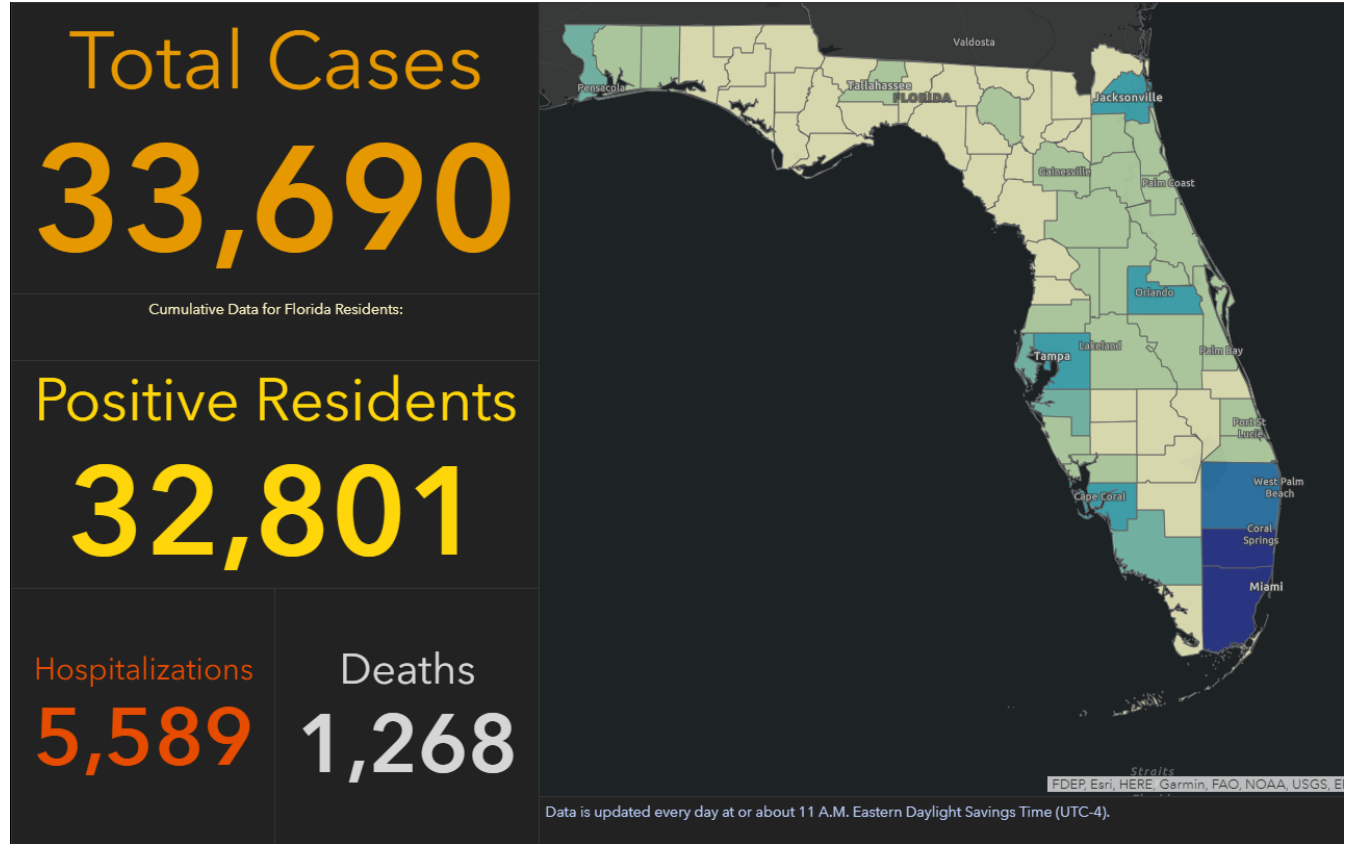 Total Cases
33,690
Cumulative Data for Florida Residents:
Positive Residents
32,801
Hospitalizations
5,589
Deaths
1,268
Valdosta
Pensacola
Tallahassee
FLORIDA
Jacksonville
Gainesville
Palm Coast
Orlando
Tampa
Lakeland
Palm Bay
Port St
Lucie
Cape Coral
West Palm
Beach
Coral
Springs
Miami
Straits
FDEP, Esri, HERE, Garmin, FAO, NOAA, USGS,
Data is updated every day at or about 11 A.M. Eastern Daylight Savings Time (UTC-4).